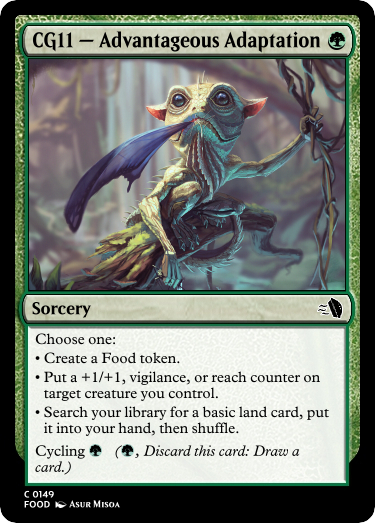 CG11 — Advantageous Adaptation
Sorcery
Choose one:
• Create a Food token.
• Put a +1/+1, vigilance, or reach counter on
target creature you control.
• Search your library for a basic land card, put
it into your hand, then shuffle.
Cycling (, Discard this card: Draw a
card.)
C 0149
FOOD Asur Misoa